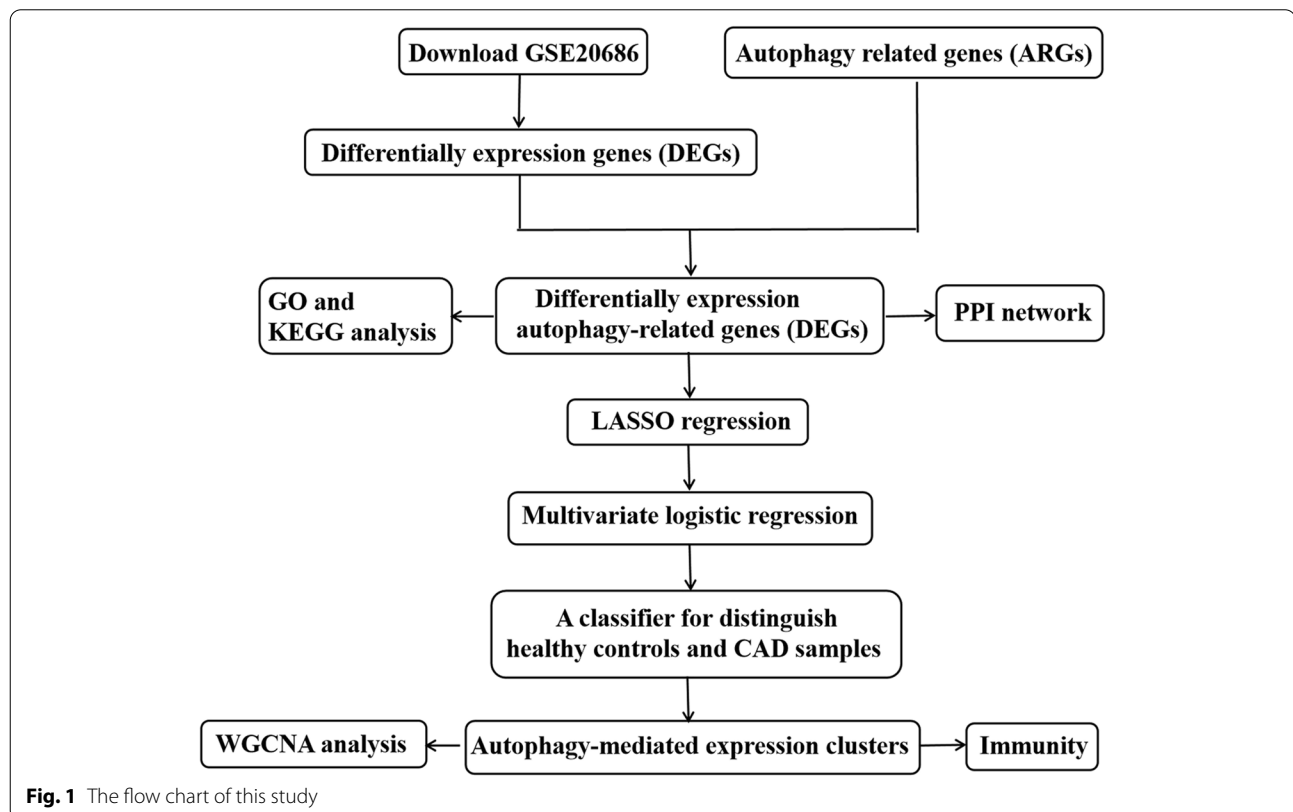 Download GSE20686
Autophagy related genes (ARGs)
Differentially expression genes (DEGs)
GO and
KEGG analysis
Differentially expression
autophagy-related genes (DEGs)
PPI network
LASSO regression
Multivariate logistic regression
A classifier for distinguish
healthy controls and CAD samples
WGCNA analysis
Autophagy-mediated expression clusters
Immunity
Fig. 1 The flow chart of this study